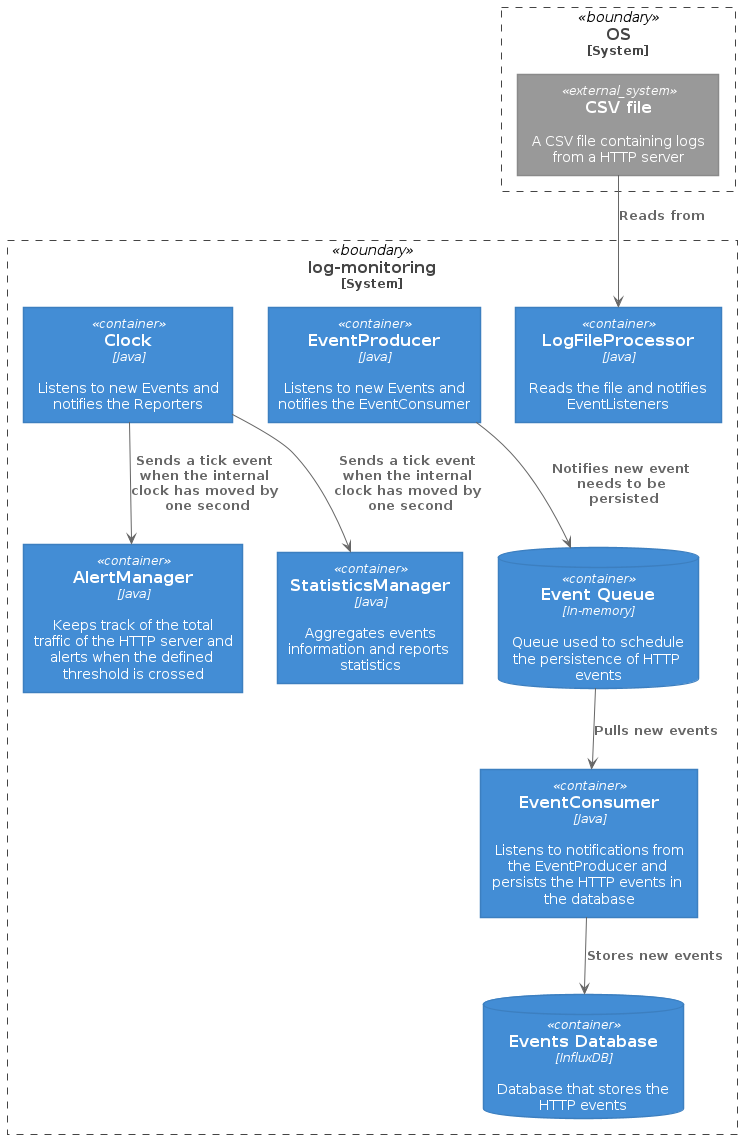 «boundary»
OS
[System]
«external_system»
CSV file
A CSV file containing logs
from a HTTP server
Reads from
«boundary»
log-monitoring
[System]
«container»
Clock
[Java]
Listens to new Events and
notifies the Reporters
«container»
EventProducer
[Java]
Listens to new Events and
notifies the EventConsumer
«container»
LogFileProcessor
[Java]
Reads the file and notifies
EventListeners
Sends a tick event
when the internal
clock has moved by
one second
Sends a tick event
when the internal
clock has moved by
one second
Notifies new event
needs to be
persisted
«container»
AlertManager
[Java]
Keeps track of the total
traffic of the HTTP server and
alerts when the defined
threshold is crossed
«container»
StatisticsManager
[Java]
Aggregates events
information and reports
statistics
«container»
Event Queue
[In-memory]
Queue used to schedule
the persistence of HTTP
events
Pulls new events
«container»
EventConsumer
[Java]
Listens to notifications from
the EventProducer and
persists the HTTP events in
the database
Stores new events
«container»
Events Database
[InfluxDB]
Database that stores the
HTTP events